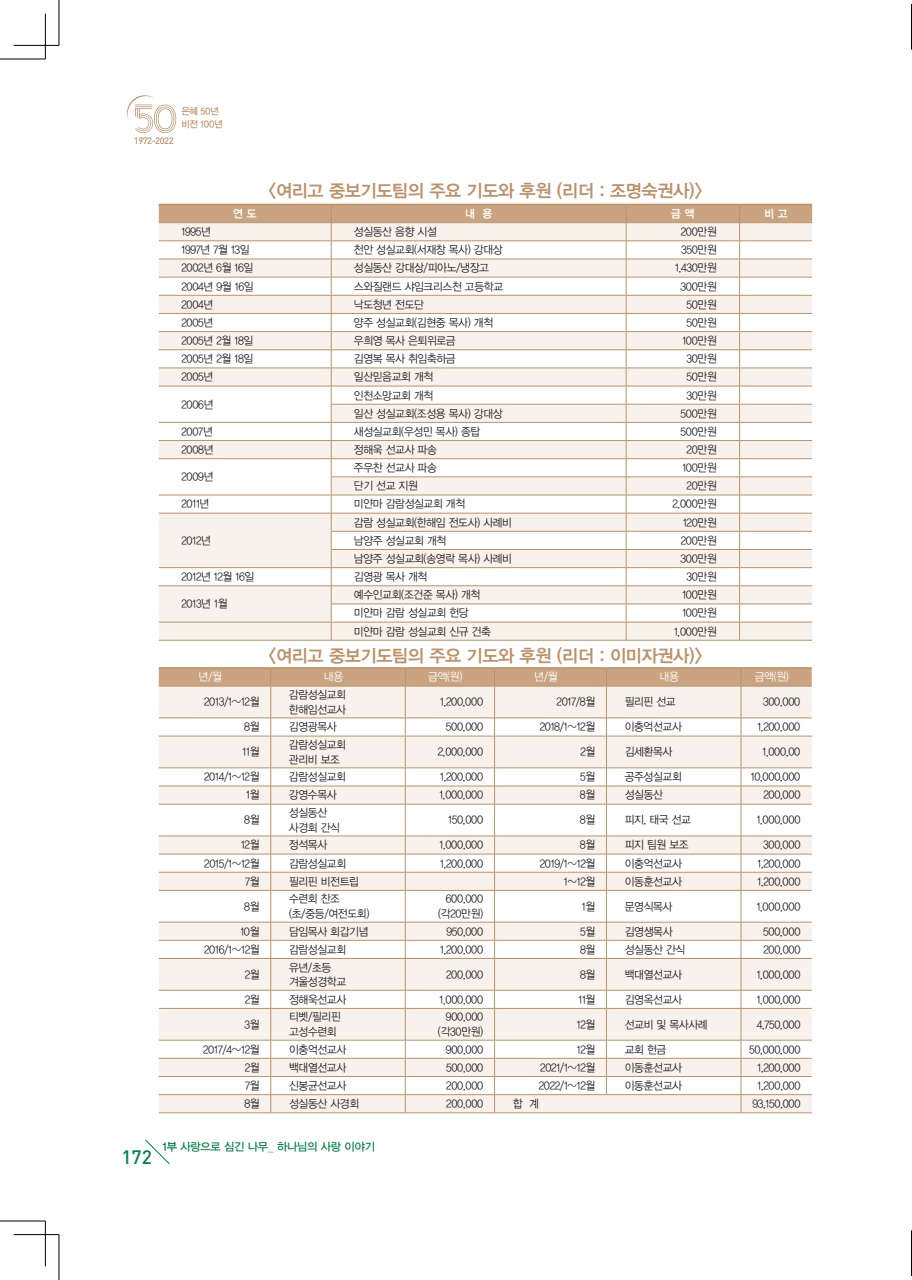 50 은혜 50년
비전 100년
1972-2022
〈여리고 중보기도팀의 주요 기도와 후원 (리더 : 조명숙권사)〉
연 도 내 용 금 액 비 고
1995년 성실동산 음향 시설 200만원
1997년 7월 13일 천안 성실교회(서재창 목사) 강대상 350만원
2002년 6월 16일 성실동산 강대상/피아노/냉장고 1,430만원
2004년 9월 16일 스와질랜드 샤임크리스천 고등학교 300만원
2004년 낙도청년 전도단 50만원
2005년 양주 성실교회(김현중 목사) 개척 50만원
2005년 2월 18일 우희영 목사 은퇴위로금 100만원
2005년 2월 18일 김영복 목사 취임축하금 30만원
2005년 일산믿음교회 개척 50만원
2006년 인천소망교회 개척 30만원
일산 성실교회(조성용 목사) 강대상 500만원
2007년 새성실교회(우성민 목사) 종탑 500만원
2008년 정해욱 선교사 파송 20만원
2009년 주우찬 선교사 파송 100만원
단기 선교 지원 20만원
2011년 미얀마 감람성실교회 개척 2,000만원
2012년 감람 성실교회(한해임 전도사) 사례비 120만원
남양주 성실교회 개척 200만원
남양주 성실교회(송영락 목사) 사례비 300만원
2012년 12월 16일 김영광 목사 개척 30만원
2013년 1월 예수인교회(조건준 목사) 개척 100만원
미얀마 감람 성실교회 헌당 100만원
미얀마 감람 성실교회 신규 건축 1,000만원
〈여리고 중보기도팀의 주요 기도와 후원 (리더 : 이미자권사)〉
년/월 내용 금액(원) 년/월 내용 금액(원)
2013/1~12월 감람성실교회 한해임선교사 1,200,000 2017/8월 필리핀 선교 300,000
8월 김영광목사 500,000 2018/1~12월 이충억선교사 1,200,000
11월 감람성실교회 관리비 보조 2,000,000 2월 김세환목사 1,000,00
2014/1~12월 감람성실교회 1,200,000 5월 공주성실교회 10,000,000
1월 강영수목사 1,000,000 8월 성실동산 200,000
8월 성실동산 사경회 간식 150,000 8월 피지, 태국 선교 1,000,000
12월 정석목사 1,000,000 8월 피지 팀원 보조 300,000
2015/1~12월 감람성실교회 1,200,000 2019/1~12월 이충억선교사 1,200,000
7월 필리핀 비전트립 1~12월 이동훈선교사 1,200,000
8월 수련회 찬조 (초/중등/여전도회) 600,000 (각20만원) 1월 문영식목사 1,000,000
10월 담임목사 회갑기념 950,000 5월 김영생목사 500,000
2016/1~12월 감람성실교회 1,200,000 8월 성실동산 간식 200,000
2월 유년/초등 겨울성경학교 200,000 8월 백대열선교사 1,000,000
2월 정해욱선교사 1,000,000 11월 김영옥선교사 1,000,000
3월 티벳/필리핀 고성수련회 900,000 (각30만원) 12월 선교비 및 목사사례 4,750,000
2017/4~12월 이충억선교사 900,000 12월 교회 헌금 50,000,000
2월 백대열선교사 500,000 2021/1~12월 이동훈선교사 1,200,000
7월 신봉균선교사 200,000 2022/1~12월 이동훈선교사 1,200,000
8월 성실동산 사경회 200,000 합 계 93,150,000
172 1부 사랑으로 심긴 나무_ 하나님의 사랑 이야기